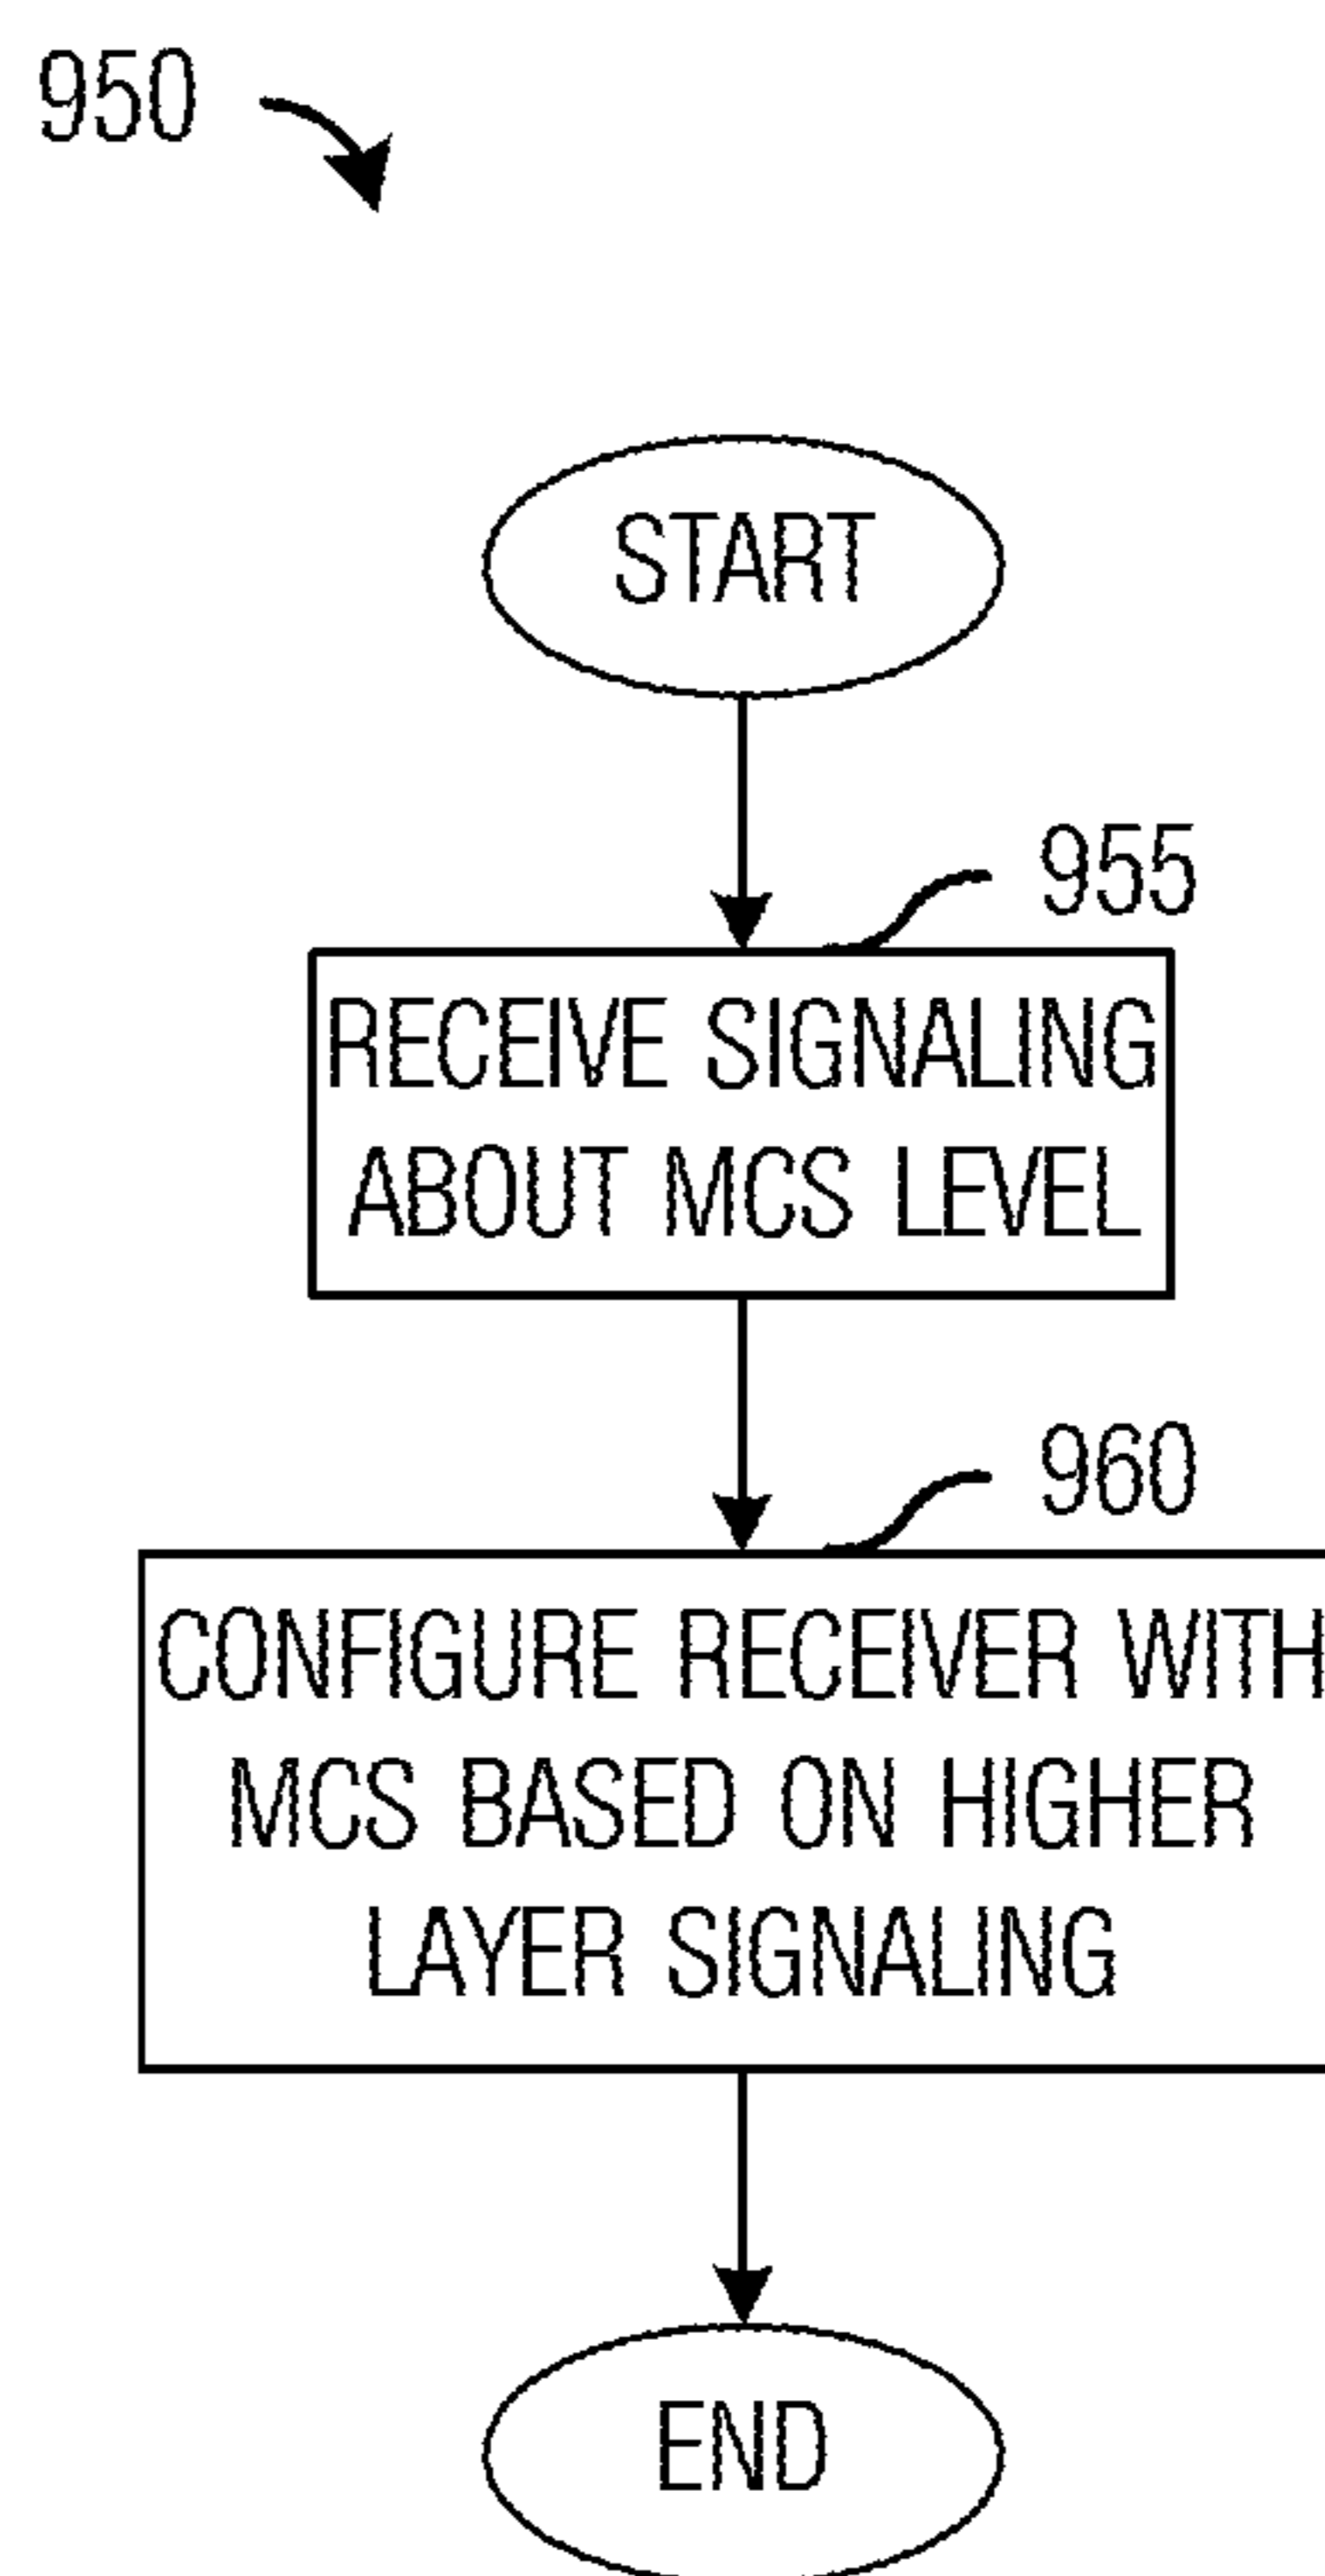 950
START
955
RECEIVE SIGNALING
ABOUT MCS LEVEL
960
CONFIGURE RECEIVER WITH
MCS BASED ON HIGHER
LAYER SIGNALING
END